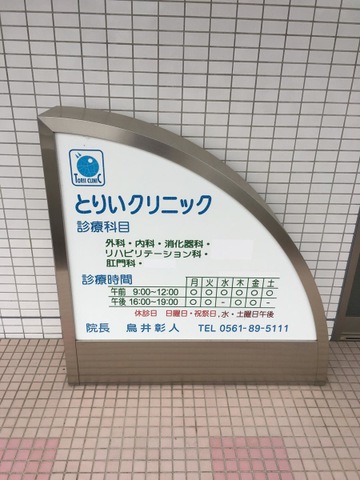 TORII CLINIC
とりいクリニック
診療科目
外科・内科・消化器科・
リハビリテーション科・
肛門科・
診療時間 月 火 水 木 金 土
午前 9:00〜12:00 ○ ○ ○ ○ ○ ○
午後 16:00〜19:00 ○ ○ - ○ ○ -
休診日 日曜日・祝祭日、水・土曜日午後
院長 鳥井彰人 TEL 0561-89-5111